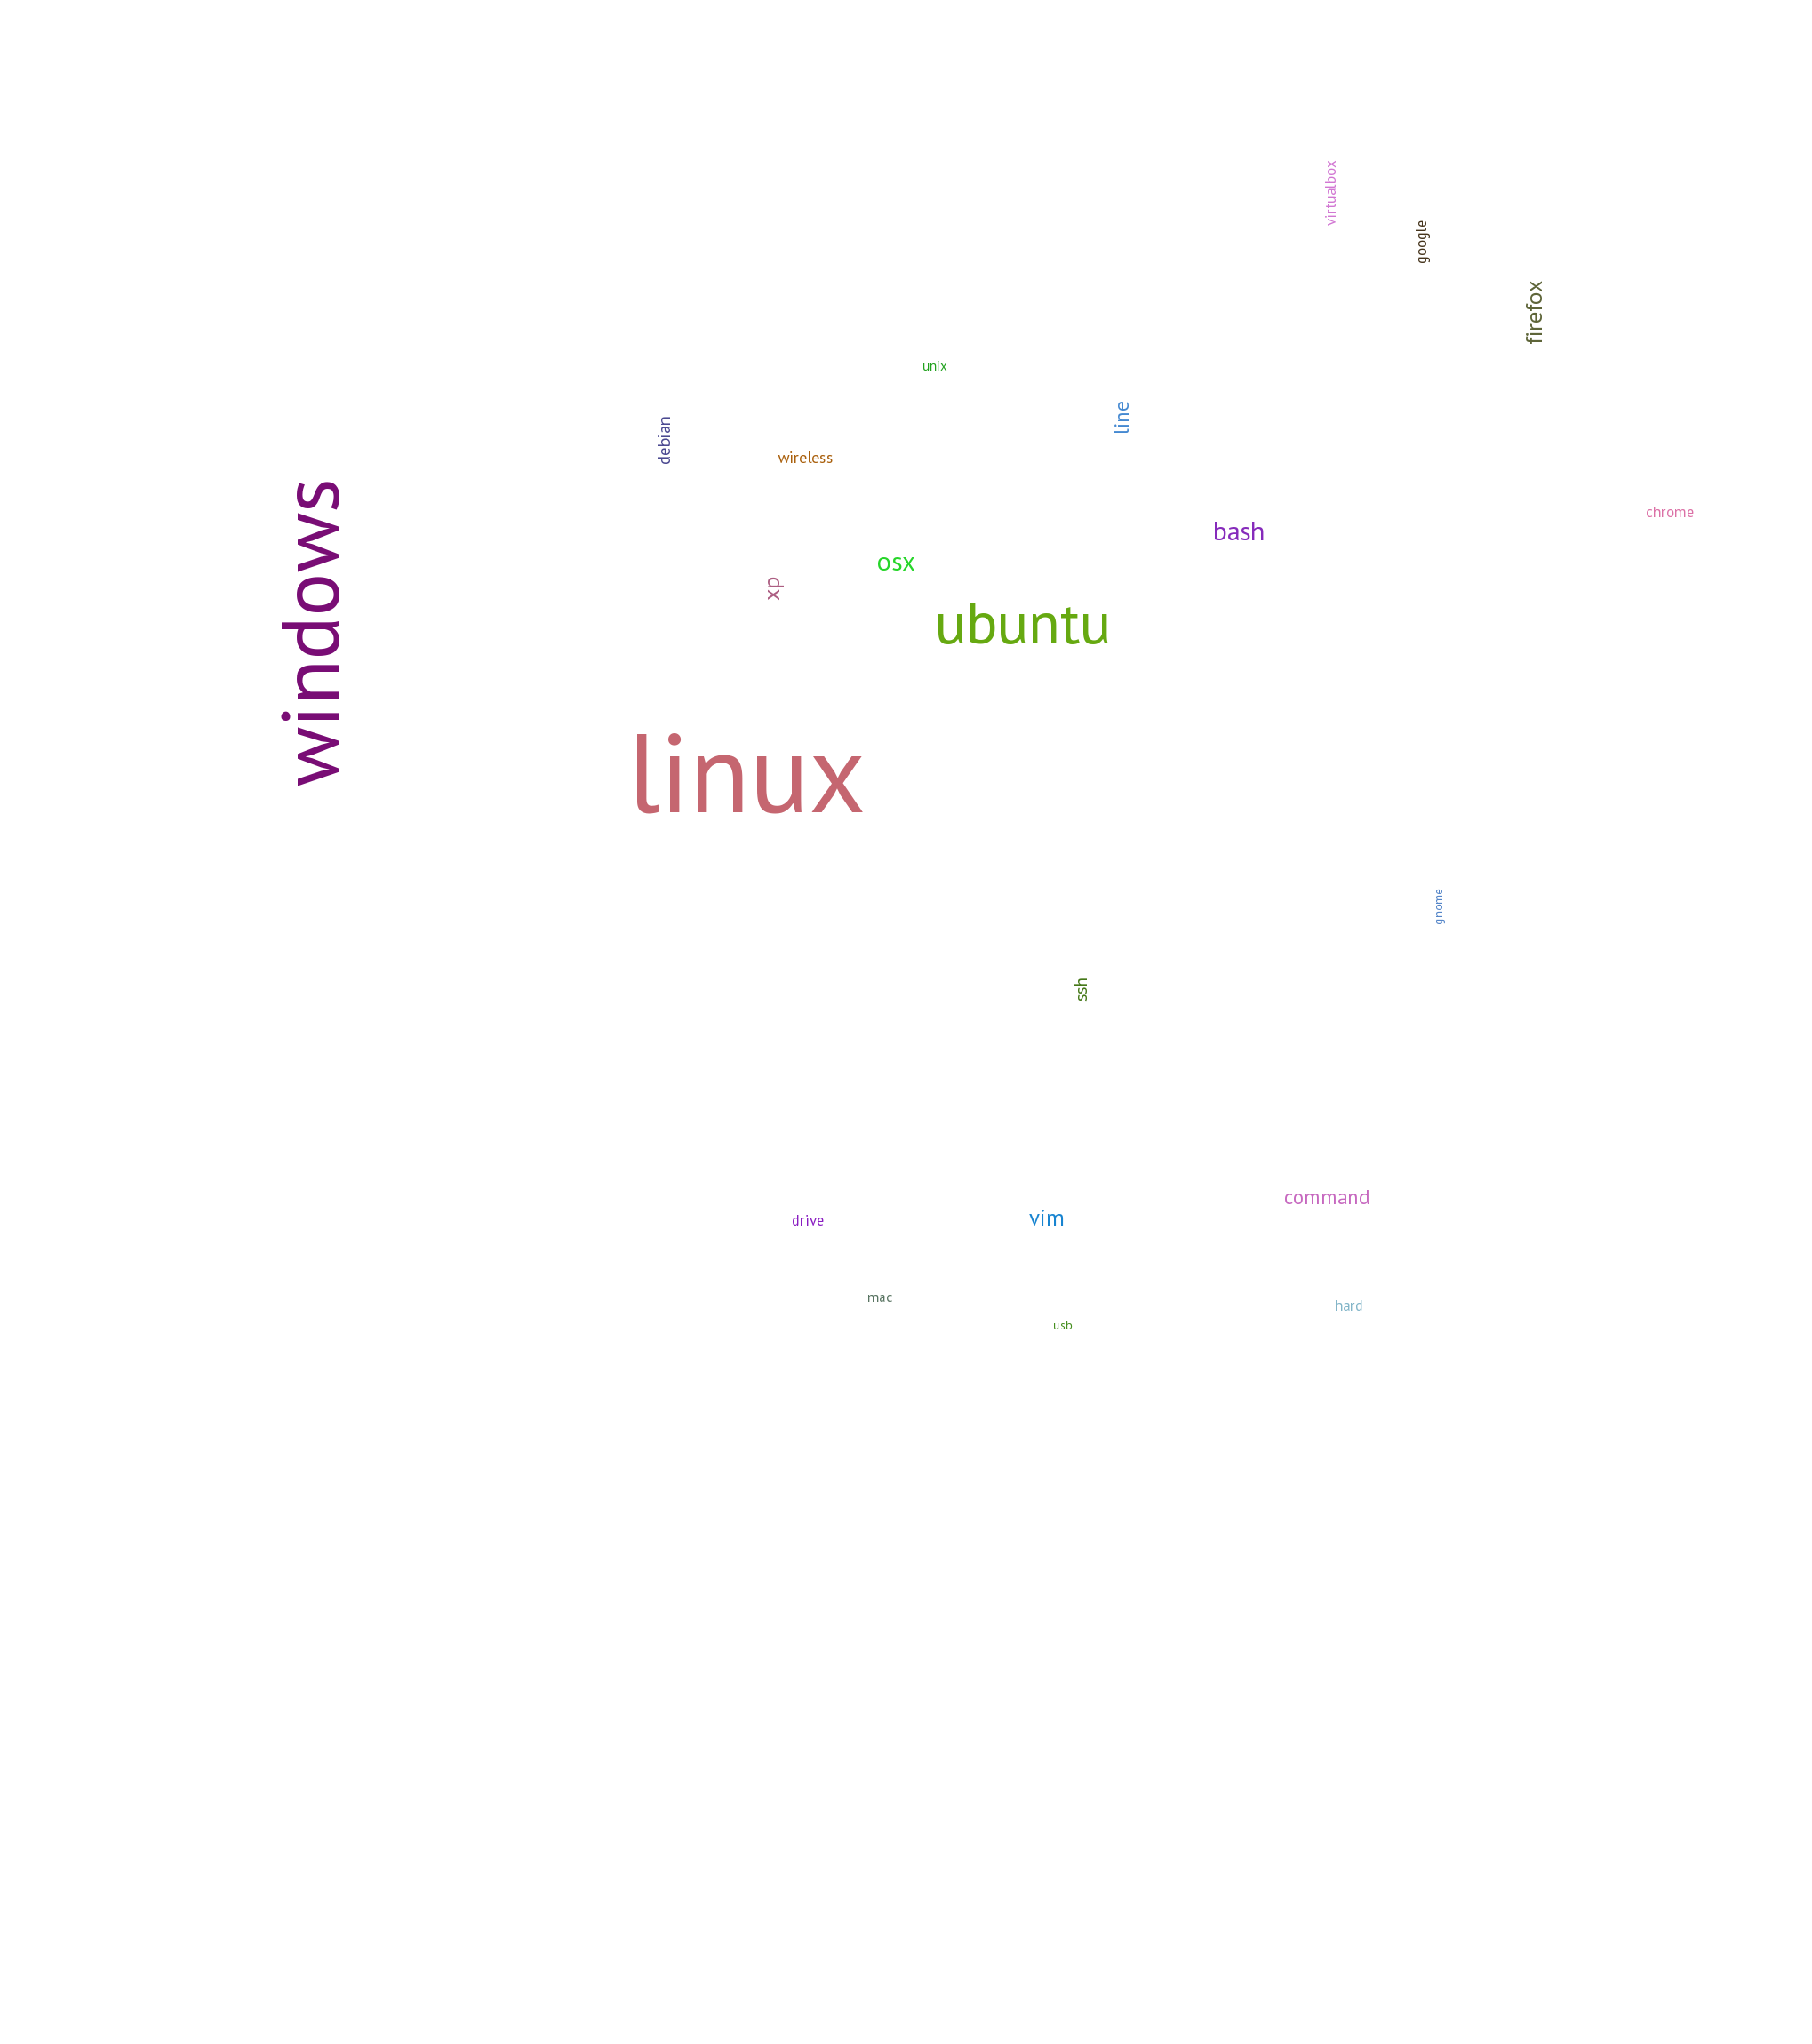 virtualbox
google
firefox
unix
line
debian
wireless
windows
chrome
bash
osx
xp
ubuntu
linux
gnome
ssh
command
vim
drive
mac
hard
usb